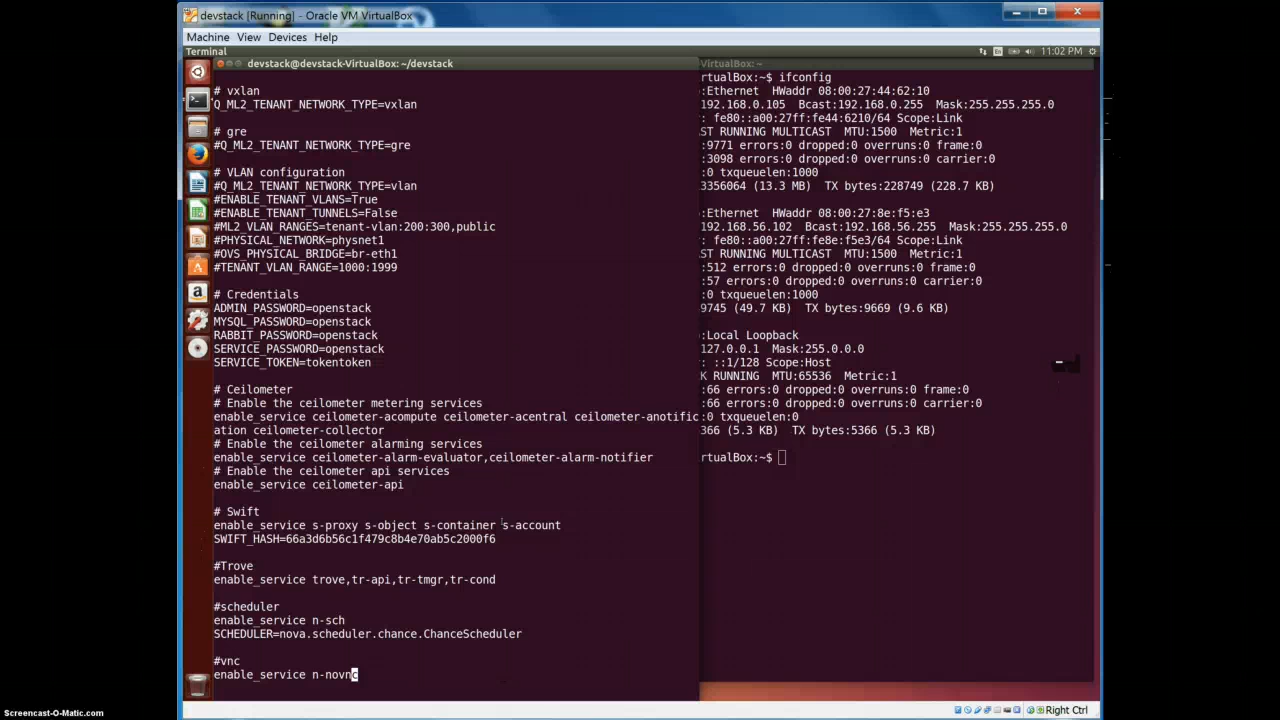 devstack [Running] - Oracle VM VirtualBox
Machine View Devices Help
Terminal
En
11:02 PM
devstack@devstack-VirtualBox: ~/devstack
# vxlan
Q_ML2_TENANT_NETWORK_TYPE=vxlan
# gre
#Q_ML2_TENANT_NETWORK_TYPE=gre
# VLAN configuration
#Q_ML2_TENANT_NETWORK_TYPE=vlan
#ENABLE_TENANT_VLANS=True
#ENABLE_TENANT_TUNNELS=False
#ML2_VLAN_RANGES=tenant-vlan:200:300,public
#PHYSICAL_NETWORK=physnet1
#OVS_PHYSICAL_BRIDGE=br-eth1
#TENANT_VLAN_RANGE=1000:1999
# Credentials
ADMIN_PASSWORD=openstack
MYSQL_PASSWORD=openstack
RABBIT_PASSWORD=openstack
SERVICE_PASSWORD=openstack
SERVICE_TOKEN=tokentoken
# Ceilometer
# Enable the ceilometer metering services
enable_service ceilometer-acompute ceilometer-acentral ceilometer-anotific
ation ceilometer-collector
# Enable the ceilometer alarming services
enable_service ceilometer-alarm-evaluator,ceilometer-alarm-notifier
# Enable the ceilometer api services
enable_service ceilometer-api
# Swift
enable_service s-proxy s-object s-container s-account
SWIFT_HASH=66a3d6b56c1f479c8b4e70ab5c2000f6
#Trove
enable_service trove,tr-api,tr-tmgr,tr-cond
#scheduler
enable_service n-sch
SCHEDULER=nova.scheduler.chance.ChanceScheduler
#vnc
enable_service n-novnc
-VirtualBox: ~
rtualBox:~$ ifconfig
:Ethernet HWaddr 08:00:27:44:62:10
192.168.0.105 Bcast:192.168.0.255 Mask:255.255.255.0
: fe80::a00:27ff:fe44:6210/64 Scope:Link
AST RUNNING MULTICAST MTU:1500 Metric:1
:9771 errors:0 dropped:0 overruns:0 frame:0
:3098 errors:0 dropped:0 overruns:0 carrier:0
:0 txqueuelen:1000
3356064 (13.3 MB) TX bytes:228749 (228.7 KB)
:Ethernet HWaddr 08:00:27:8e:f5:e3
192.168.56.102 Bcast:192.168.56.255 Mask:255.255.255.0
: fe80::a00:27ff:fe8e:f5e3/64 Scope:Link
AST RUNNING MULTICAST MTU:1500 Metric:1
:512 errors:0 dropped:0 overruns:0 frame:0
:57 errors:0 dropped:0 overruns:0 carrier:0
:0 txqueuelen:1000
9745 (49.7 KB) TX bytes:9669 (9.6 KB)
:Local Loopback
127.0.0.1 Mask:255.0.0.0
: ::1/128 Scope:Host
K RUNNING MTU:65536 Metric:1
:66 errors:0 dropped:0 overruns:0 frame:0
:66 errors:0 dropped:0 overruns:0 carrier:0
:0 txqueuelen:0
366 (5.3 KB) TX bytes:5366 (5.3 KB)
rtualBox:~$
Right Ctrl
Screencast-O-Matic.com